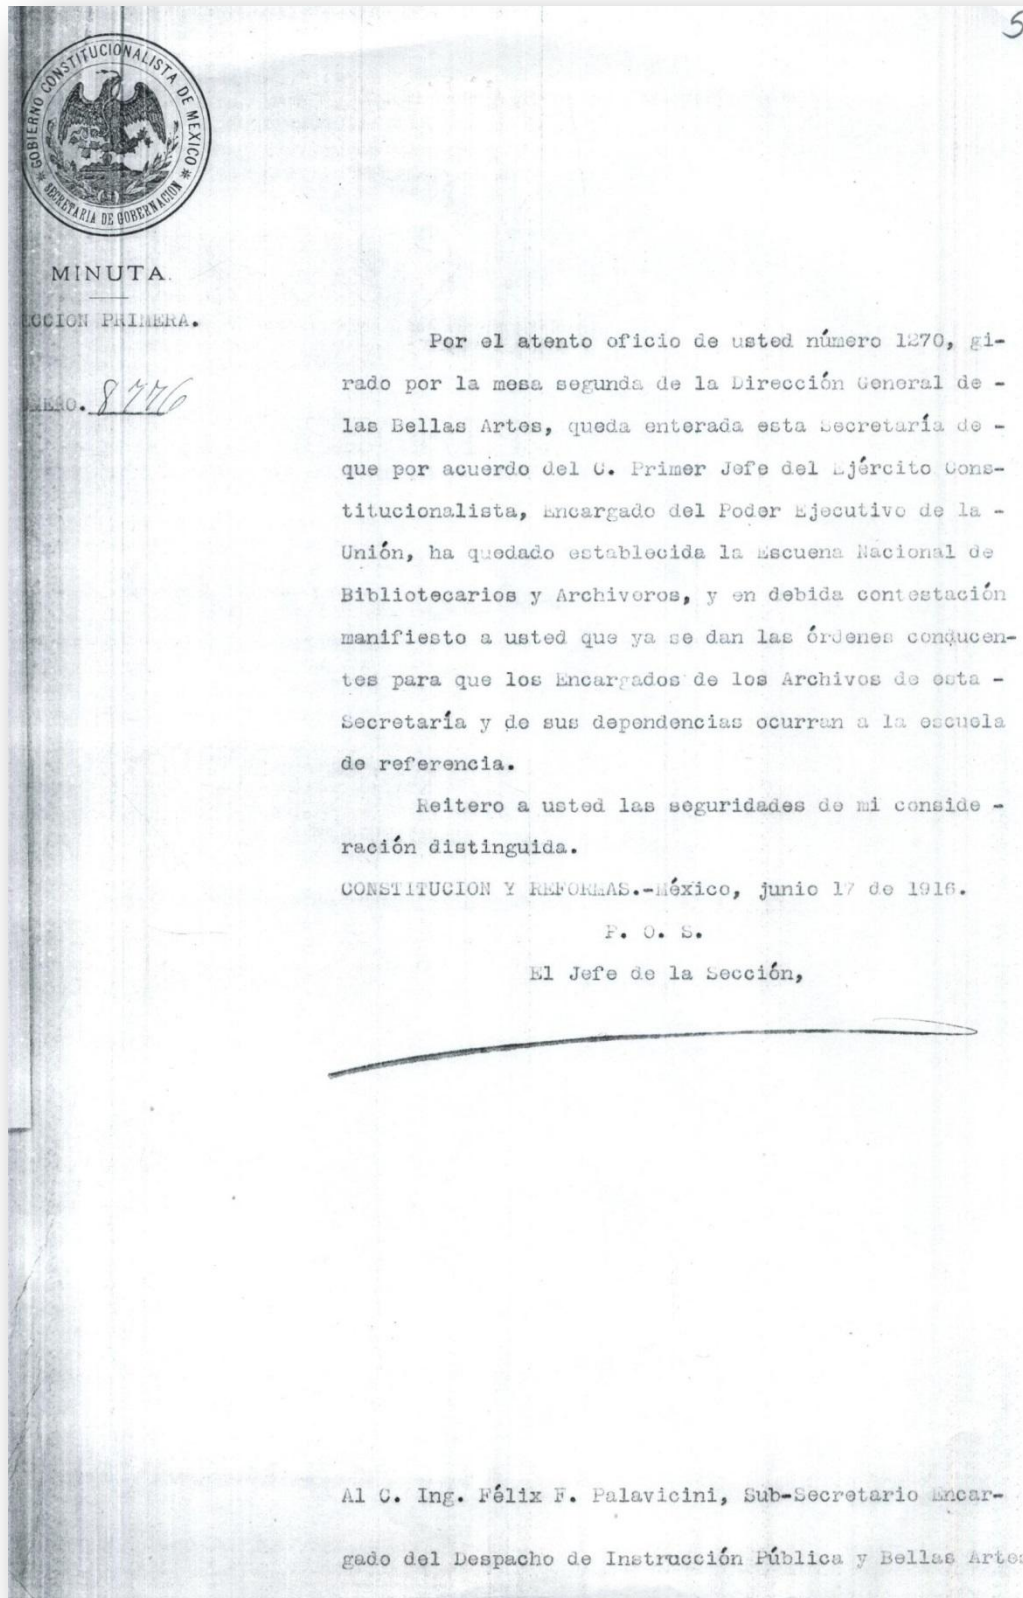 5
GOBIERNO CONSTITUCIONALISTA DE MEXICO
SECRETARIA DE GOBERNACION
MINUTA.
CCION PRIMERA.
MERO. 8776
Por el atento oficio de usted número 1270, gi-
rado por la mesa segunda de la Dirección General de -
las Bellas Artes, queda enterada esta Secretaría de -
que por acuerdo del C. Primer Jefe del Ejército Cons-
titucionalista, Encargado del Poder Ejecutivo de la -
Unión, ha quedado establecida la Escuena Nacional de
Bibliotecarios y Archiveros, y en debida contestación
manifiesto a usted que ya se dan las órdenes conducen-
tes para que los Encargados de los Archivos de esta -
Secretaría y de sus dependencias ocurran a la escuela
de referencia.
Reitero a usted las seguridades de mi conside -
ración distinguida.
CONSTITUCION Y REFORMAS.-México, junio 17 de 1916.
P. O. S.
El Jefe de la Sección,
Al C. Ing. Félix F. Palavicini, Sub-Secretario Encar-
gado del Despacho de Instrucción Pública y Bellas Artes